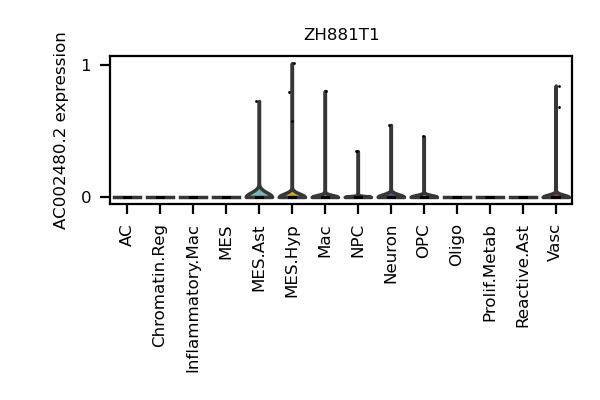 ZH881T1
AC002480.2 expression
1
0
AC
Chromatin.Reg
Inflammatory.Mac
MES
MES.Ast
MES.Hyp
Mac
NPC
Neuron
OPC
Oligo
Prolif.Metab
Reactive.Ast
Vasc